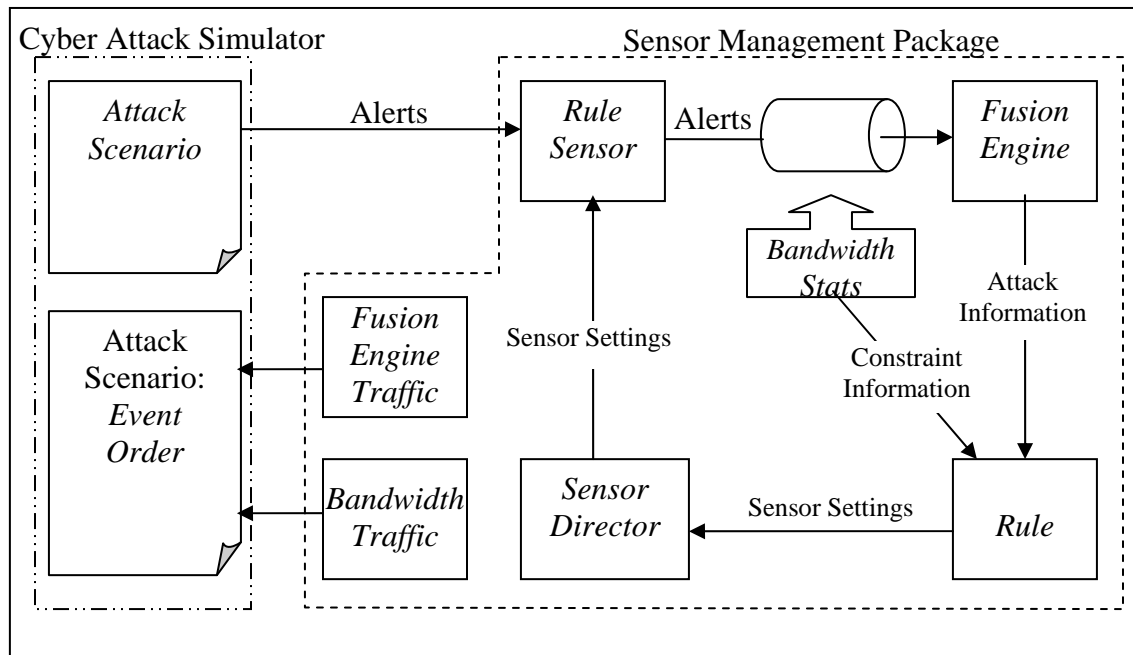 Cyber Attack Simulator
Sensor Management Package
Attack
Scenario
Alerts
Rule
Sensor
Alerts
Fusion
Engine
Bandwidth
Stats
Attack
Information
Sensor Settings
Constraint
Information
Attack
Scenario:
Event
Order
Fusion
Engine
Traffic
Bandwidth
Traffic
Sensor
Director
Sensor Settings
Rule